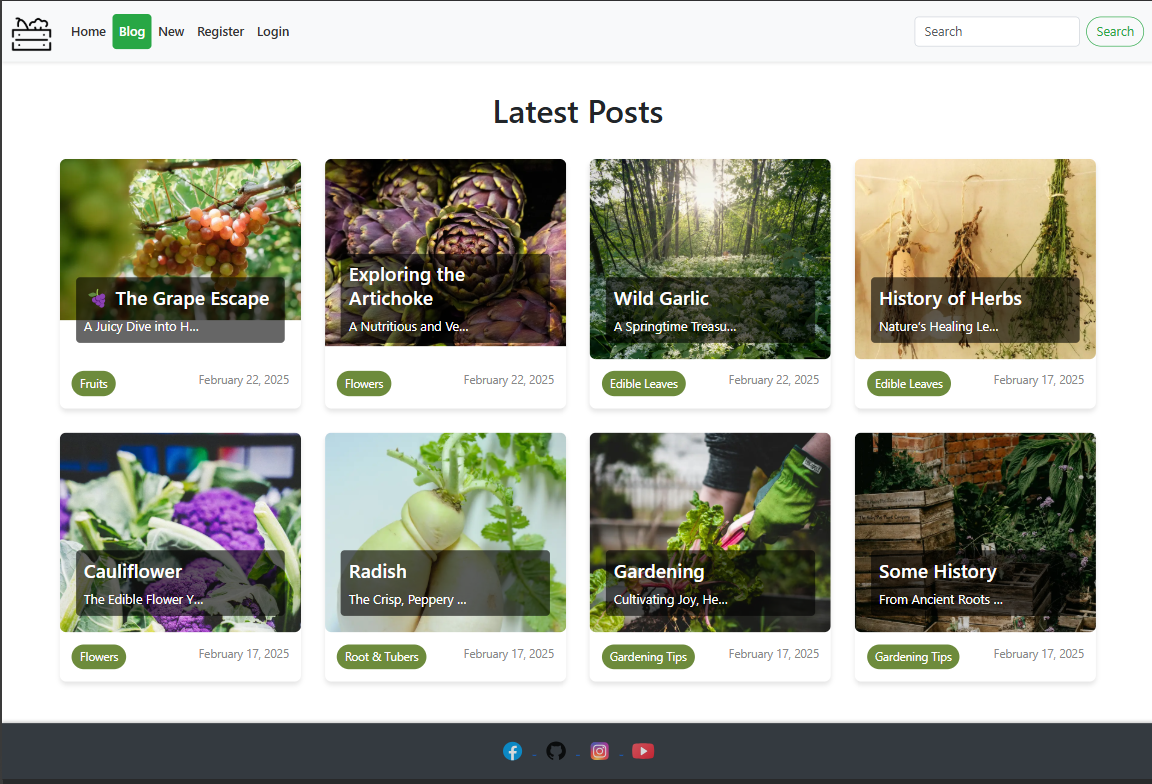 Home Blog New Register Login Search Search
Latest Posts
The Grape Escape
A Juicy Dive into H...
Fruits February 22, 2025
Exploring the
Artichoke
A Nutritious and Ve...
Flowers February 22, 2025
Wild Garlic
A Springtime Treasu...
Edible Leaves February 22, 2025
History of Herbs
Nature's Healing Le...
Edible Leaves February 17, 2025
Cauliflower
The Edible Flower Y...
Flowers February 17, 2025
Radish
The Crisp, Peppery ...
Root & Tubers February 17, 2025
Gardening
Cultivating Joy, He...
Gardening Tips February 17, 2025
Some History
From Ancient Roots ...
Gardening Tips February 17, 2025